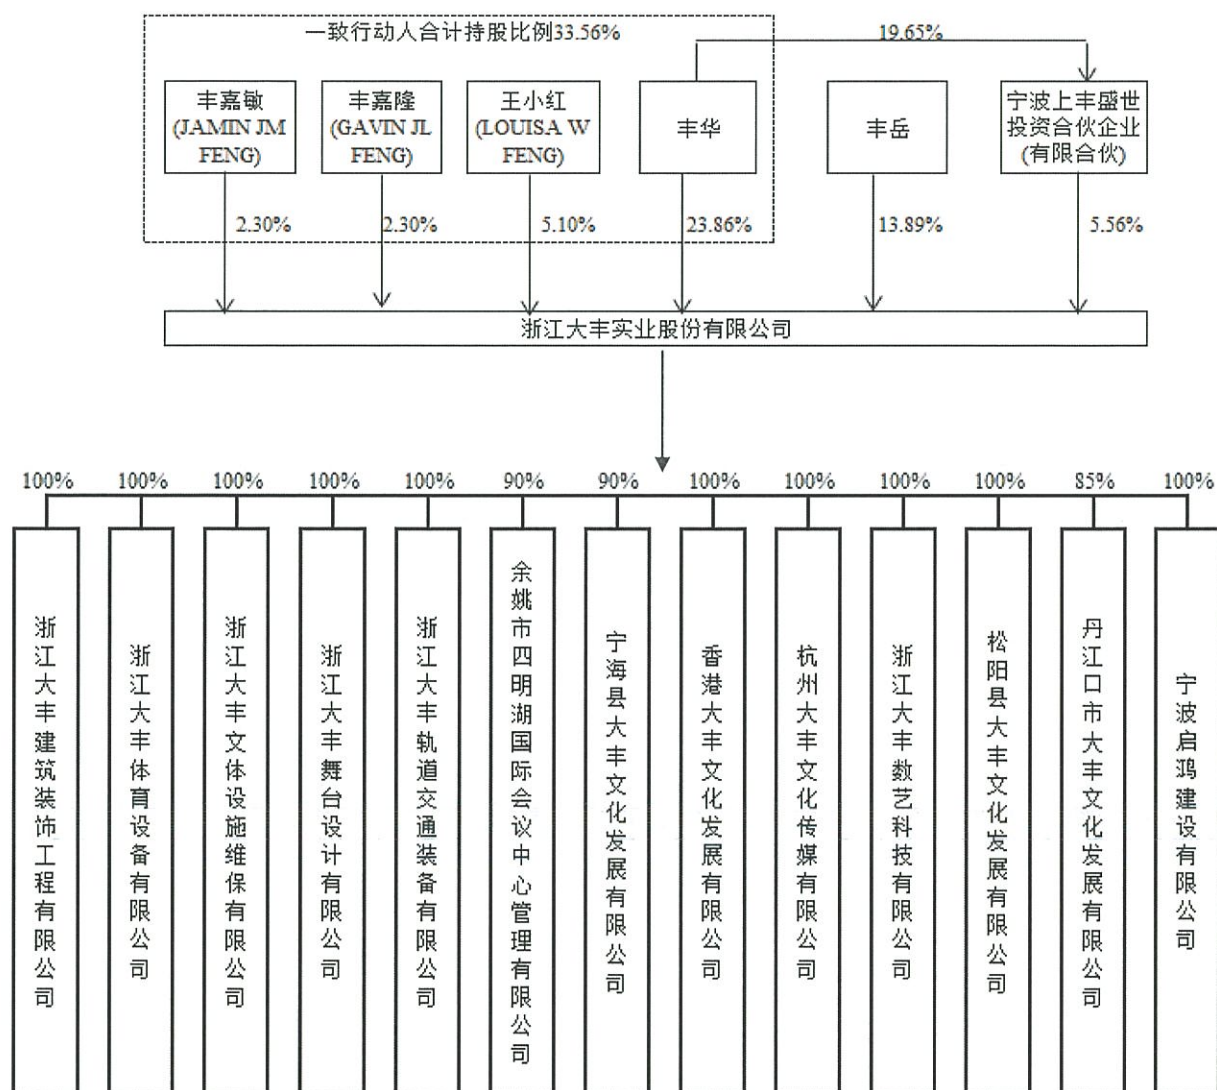 一致行动人合计持股比例33.56%
19.65%
丰嘉敏
(JAMIN JM
FENG)
丰嘉隆
(GAVIN JL
FENG)
王小红
(LOUISA W
FENG)
丰华
丰岳
宁波上丰盛世
投资合伙企业
(有限合伙)
2.30%
2.30%
5.10%
23.86%
13.89%
5.56%
浙江大丰实业股份有限公司
100%
100%
100%
100%
100%
90%
90%
100%
100%
100%
100%
85%
100%
浙江大丰建筑装饰工程有限公司
浙江大丰体育设备有限公司
浙江大丰文体设施维保有限公司
浙江大丰舞台设计有限公司
浙江大丰轨道交通装备有限公司
余姚市四明湖国际会议中心管理有限公司
宁海县大丰文化发展有限公司
香港大丰文化发展有限公司
杭州大丰文化传媒有限公司
浙江大丰数艺科技有限公司
松阳县大丰文化发展有限公司
丹江口市大丰文化发展有限公司
宁波启鸿建设有限公司